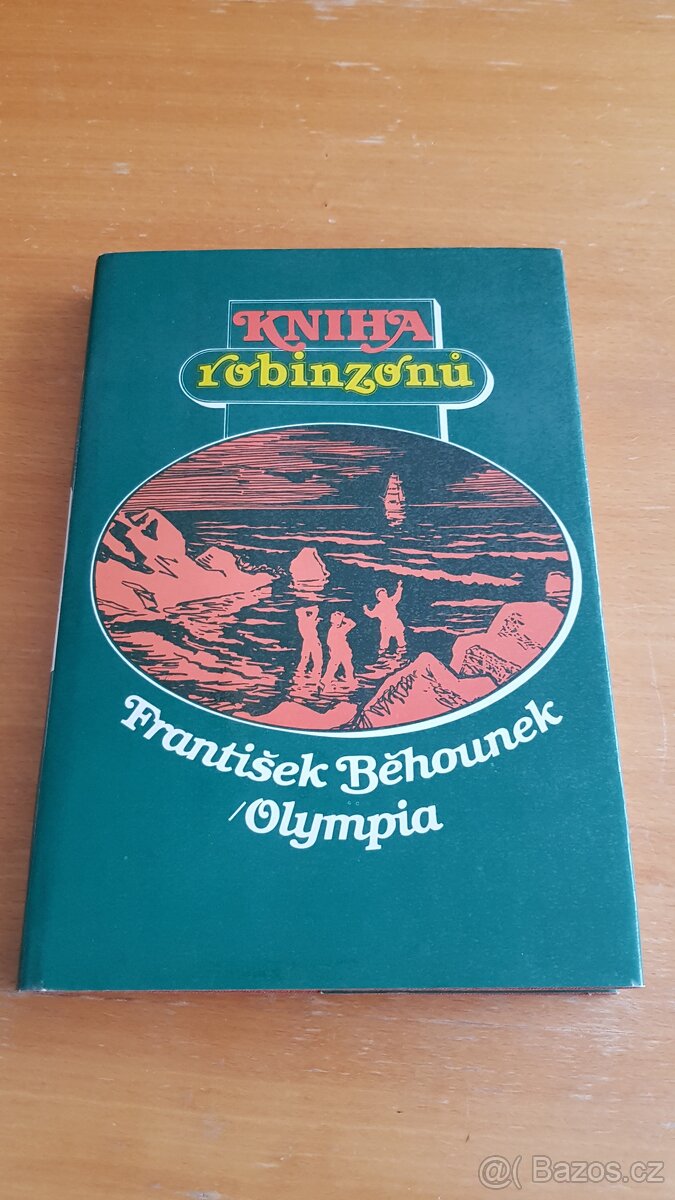 KNIHA
robinzonů
František Běhounek
/Olympia
@( Bazos.cz